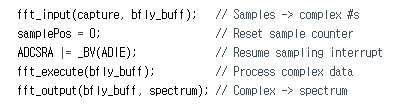 fft_input(capture, bfly_buff); // Samples -> complex #s
samplePos = 0; // Reset sample counter
ADCSRA |= _BV(ADIE); // Resume sampling interrupt
fft_execute(bfly_buff); // Process complex data
fft_output(bfly_buff, spectrum); // Complex -> spectrum